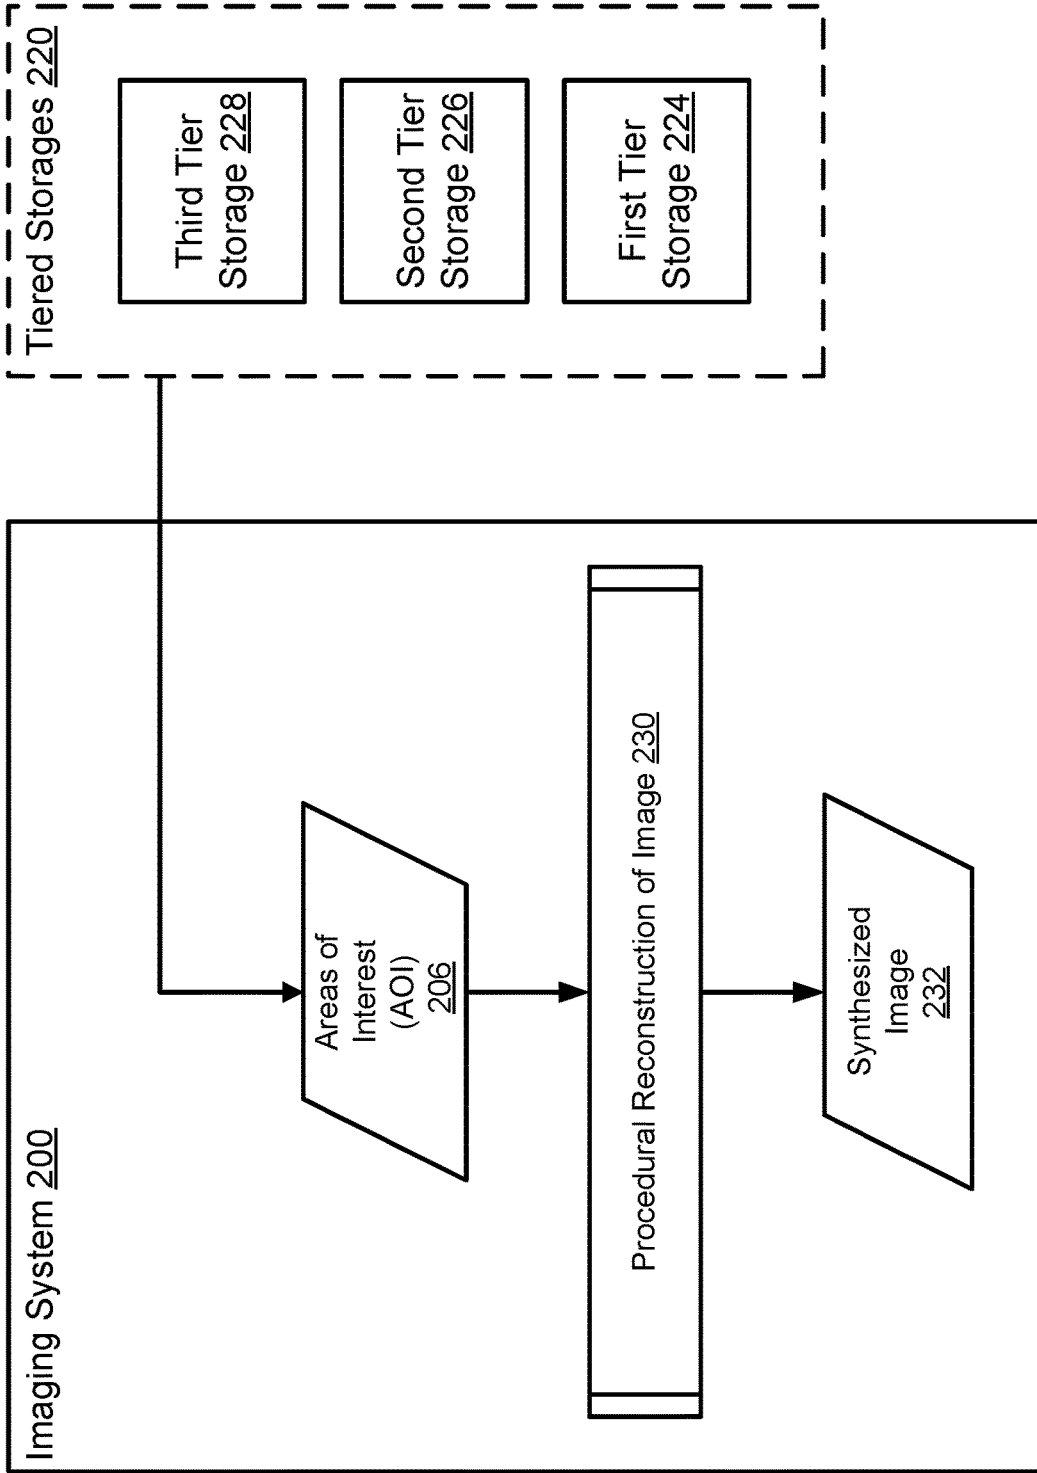 Imaging System 200
Areas of
Interest
(AOI)
206
Procedural Reconstruction of Image 230
Synthesized
Image
232
Tiered Storages 220
Third Tier
Storage 228
Second Tier
Storage 226
First Tier
Storage 224